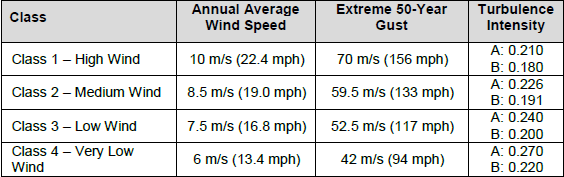 Class
Annual Average
Wind Speed
Extreme 50-Year
Gust
Turbulence
Intensity
Class 1 – High Wind
10 m/s (22.4 mph)
70 m/s (156 mph)
A: 0.210
B: 0.180
Class 2 – Medium Wind
8.5 m/s (19.0 mph)
59.5 m/s (133 mph)
A: 0.226
B: 0.191
Class 3 – Low Wind
7.5 m/s (16.8 mph)
52.5 m/s (117 mph)
A: 0.240
B: 0.200
Class 4 – Very Low
Wind
6 m/s (13.4 mph)
42 m/s (94 mph)
A: 0.270
B: 0.220